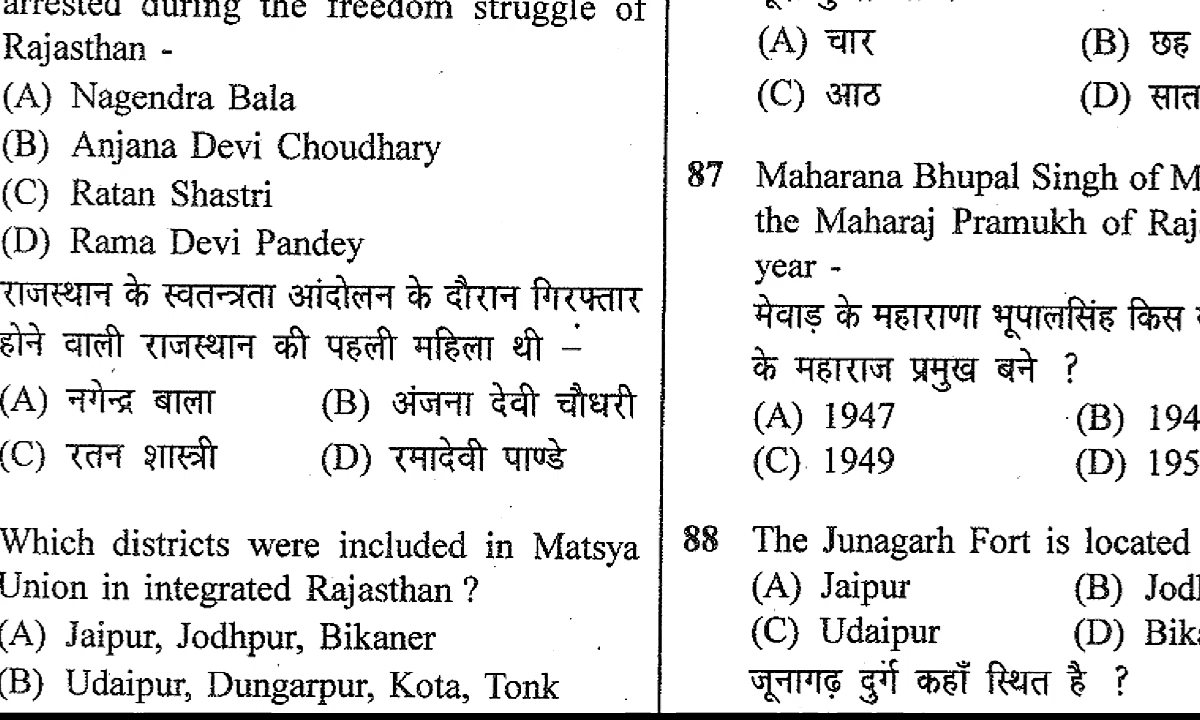 arrested during the freedom struggle of
Rajasthan -
(A) Nagendra Bala
(B) Anjana Devi Choudhary
(C) Ratan Shastri
(D) Rama Devi Pandey
राजस्थान के स्वतन्त्रता आंदोलन के दौरान गिरफ्तार
होने वाली राजस्थान की पहली महिला थी –
(A) नगेन्द्र बाला (B) अंजना देवी चौधरी
(C) रतन शास्त्री (D) रमादेवी पाण्डे
Which districts were included in Matsya
Union in integrated Rajasthan ?
(A) Jaipur, Jodhpur, Bikaner
(B) Udaipur, Dungarpur, Kota, Tonk
(A) चार (B) छह
(C) आठ (D) सात
87 Maharana Bhupal Singh of M
the Maharaj Pramukh of Raj
year -
मेवाड़ के महाराणा भूपालसिंह किस
के महाराज प्रमुख बने ?
(A) 1947 (B) 194
(C) 1949 (D) 195
88 The Junagarh Fort is located
(A) Jaipur (B) Jod
(C) Udaipur (D) Bik
जूनागढ़ दुर्ग कहाँ स्थित है ?